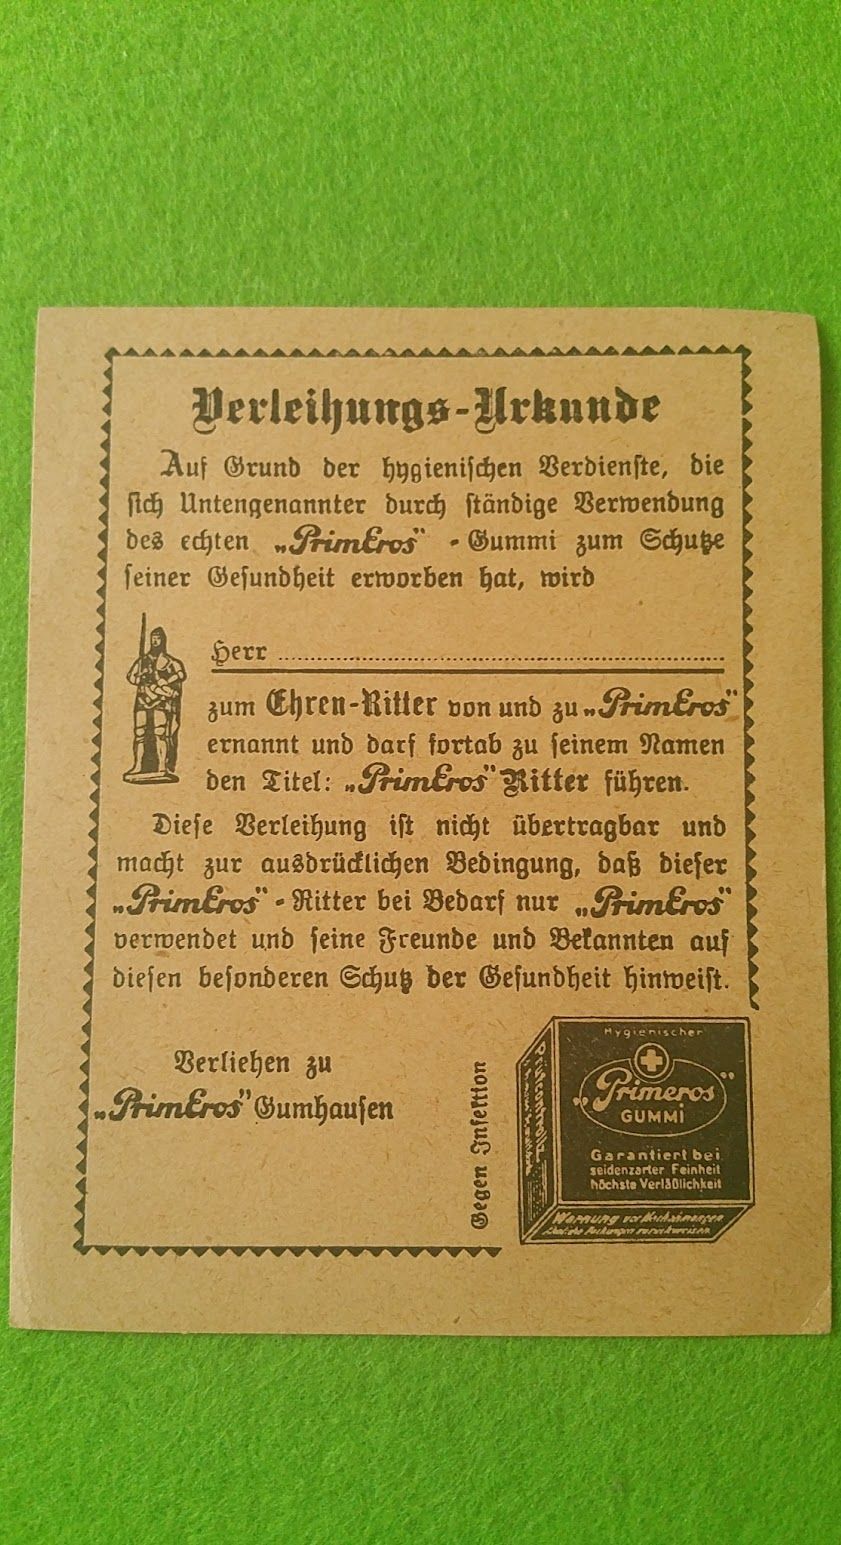 Verleihungs-Urkunde
Auf Grund der hygienischen Verdienste, die
sich Untengenannter durch ständige Verwendung
des echten „PrimEros" - Gummi zum Schutze
seiner Gesundheit erworben hat, wird
Herr ........................................................
zum Ehren-Ritter von und zu „PrimEros"
ernannt und darf fortab zu seinem Namen
den Titel: „PrimEros" Ritter führen.
Diese Verleihung ist nicht übertragbar und
macht zur ausdrücklichen Bedingung, daß dieser
„PrimEros" - Ritter bei Bedarf nur „PrimEros"
verwendet und seine Freunde und Bekannten auf
diesen besonderen Schutz der Gesundheit hinweist.
Verliehen zu
„PrimEros" Gumhausen
Gegen Infektion
Hygienischer
„Primeros"
GUMMi
Garantiert bei
seidenzarter Feinheit
höchste Verläßlichkeit
Warnung vor Nachahmungen